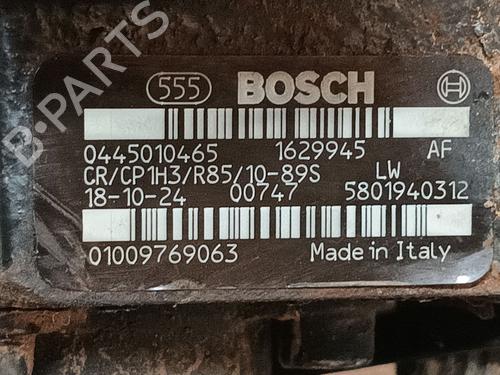 555 BOSCH
0445010465 1629945 AF
CR/CP1H3/R85/10-89S LW
18-10-24 00747 5801940312
01009769063 Made in Italy
B-PARTS